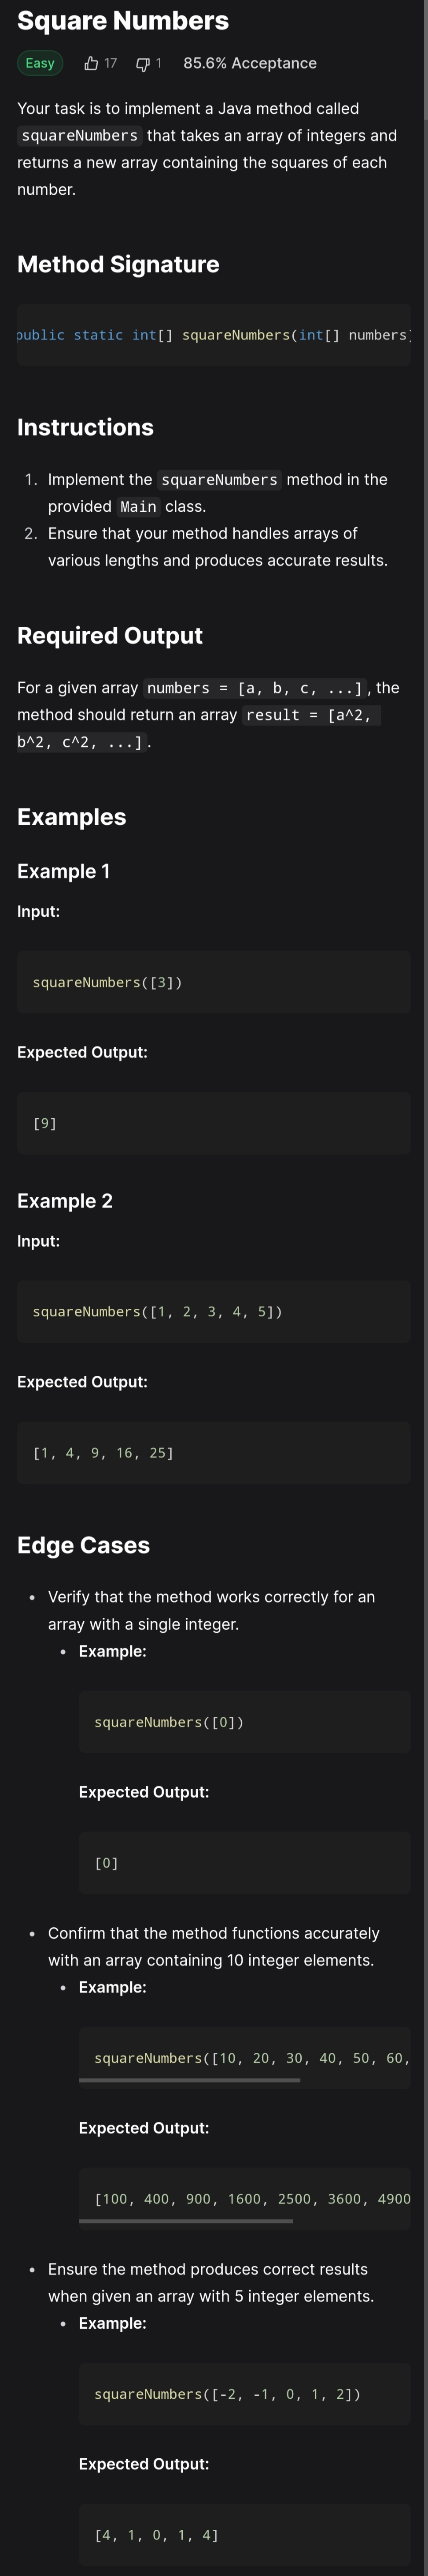 Square Numbers
Easy 17 1 85.6% Acceptance
Your task is to implement a Java method called
squareNumbers that takes an array of integers and
returns a new array containing the squares of each
number.
Method Signature
public static int[] squareNumbers(int[] numbers)
Instructions
1. Implement the squareNumbers method in the
provided Main class.
2. Ensure that your method handles arrays of
various lengths and produces accurate results.
Required Output
For a given array numbers = [a, b, c, ...], the
method should return an array result = [a^2,
b^2, c^2, ...].
Examples
Example 1
Input:
squareNumbers([3])
Expected Output:
[9]
Example 2
Input:
squareNumbers([1, 2, 3, 4, 5])
Expected Output:
[1, 4, 9, 16, 25]
Edge Cases
• Verify that the method works correctly for an
array with a single integer.
• Example:
squareNumbers([0])
Expected Output:
[0]
• Confirm that the method functions accurately
with an array containing 10 integer elements.
• Example:
squareNumbers([10, 20, 30, 40, 50, 60,
Expected Output:
[100, 400, 900, 1600, 2500, 3600, 4900
• Ensure the method produces correct results
when given an array with 5 integer elements.
• Example:
squareNumbers([-2, -1, 0, 1, 2])
Expected Output:
[4, 1, 0, 1, 4]